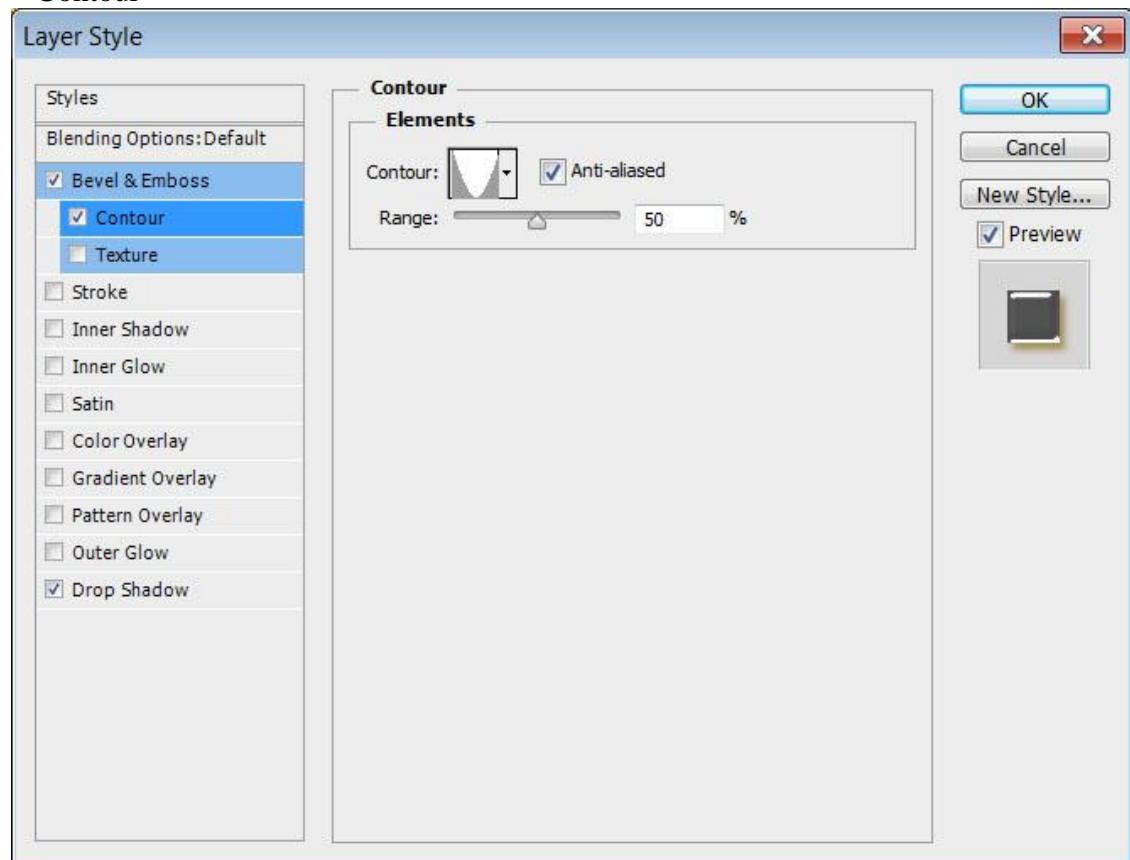 Contour
Layer Style
Styles
Blending Options: Default
Bevel & Emboss
Contour
Texture
Stroke
Inner Shadow
Inner Glow
Satin
Color Overlay
Gradient Overlay
Pattern Overlay
Outer Glow
Drop Shadow
Contour
Elements
Contour: Anti-aliased
Range: 50 %
OK
Cancel
New Style...
Preview